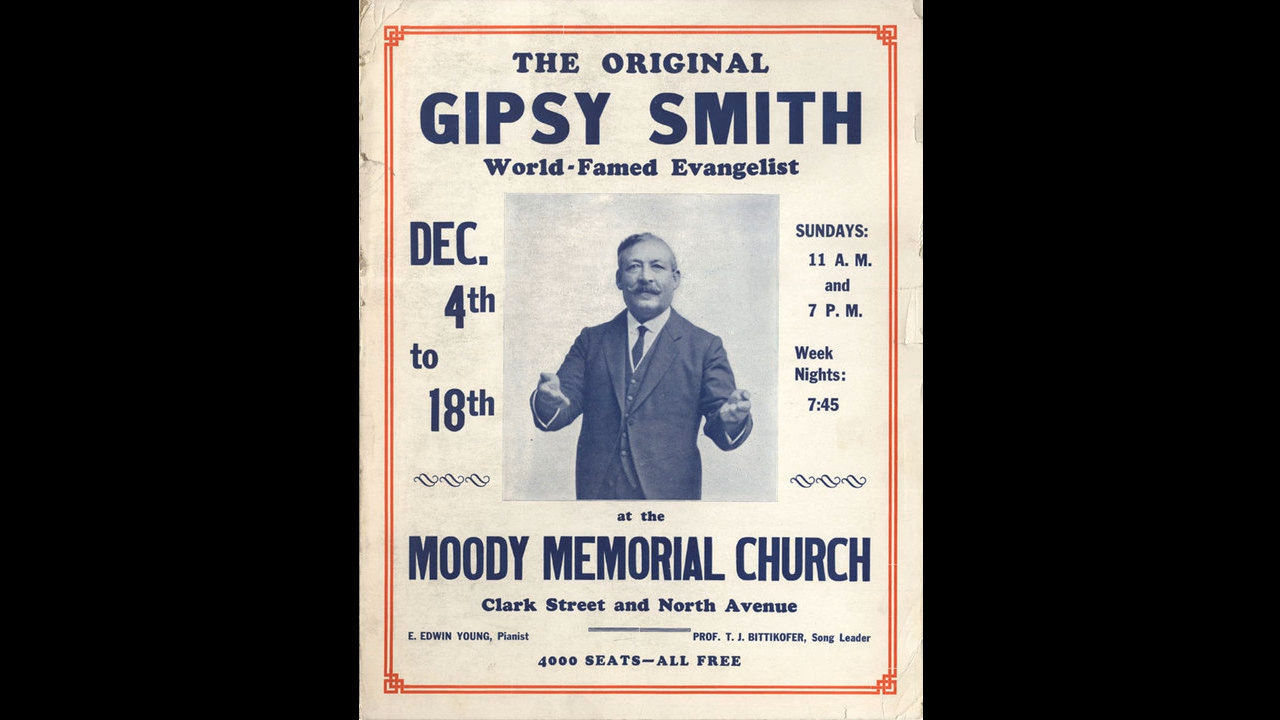 THE ORIGINAL
GIPSY SMITH
World-Famed Evangelist
DEC.
4th
to
18th
SUNDAYS:
11 A. M.
and
7 P. M.
Week
Nights:
7:45
at the
MOODY MEMORIAL CHURCH
Clark Street and North Avenue
E. EDWIN YOUNG, Pianist
PROF. T. J. BITTIKOFER, Song Leader
4000 SEATS—ALL FREE